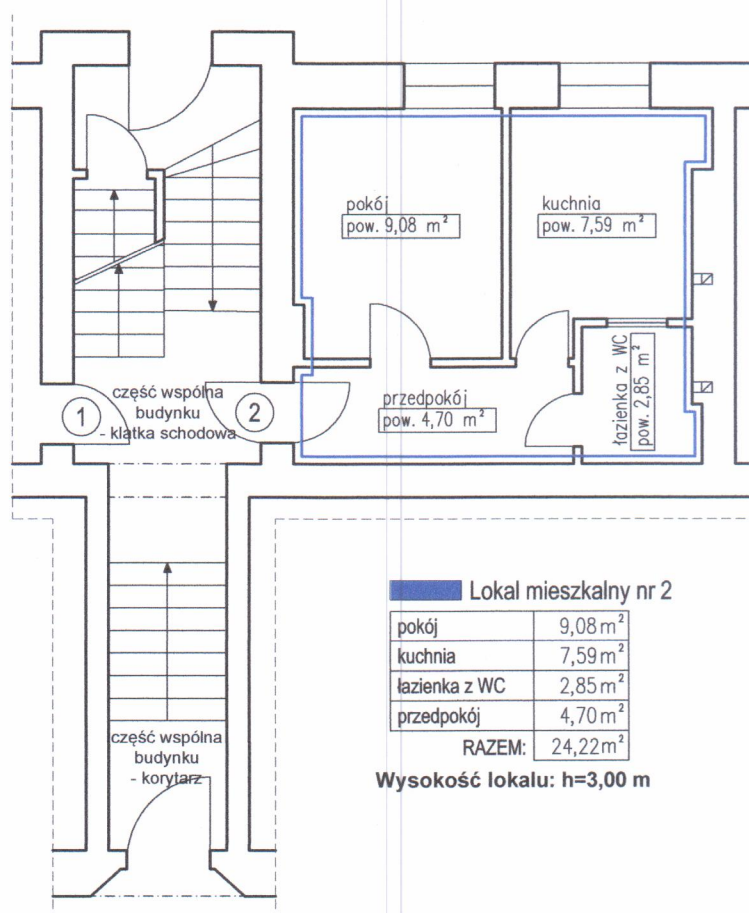 pokój
pow. 9,08 m²
kuchnia
pow. 7,59 m²
łazienka z WC
pow. 2,85 m²
przedpokój
pow. 4,70 m²
część wspólna
budynku
- klatka schodowa
1
2
Lokal mieszkalny nr 2
pokój 9,08 m²
kuchnia 7,59 m²
łazienka z WC 2,85 m²
przedpokój 4,70 m²
RAZEM: 24,22 m²
Wysokość lokalu: h=3,00 m
część wspólna
budynku
- korytarz